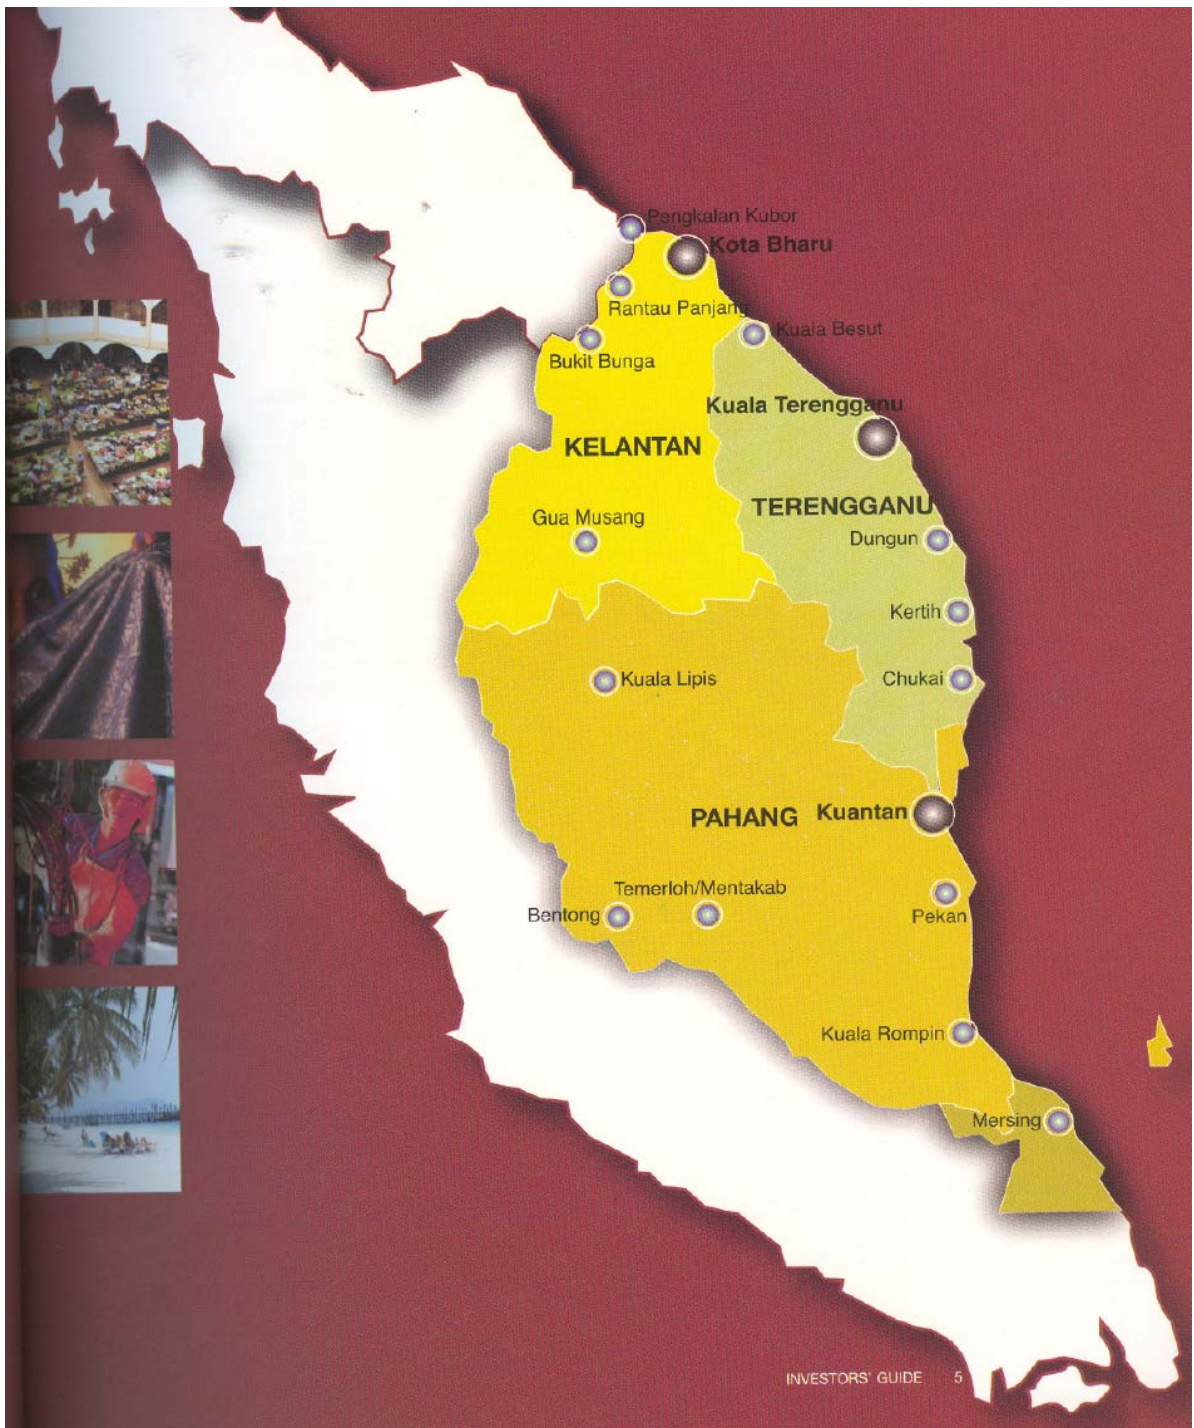 Pengkalan Kubor
Kota Bharu
Rantau Panjang
Kuala Besut
Bukit Bunga
Kuala Terengganu
KELANTAN
TERENGGANU
Gua Musang
Dungun
Kertih
Kuala Lipis
Chukai
PAHANG
Kuantan
Temerloh/Mentakab
Bentong
Pekan
Kuala Rompin
Mersing
INVESTORS' GUIDE 5